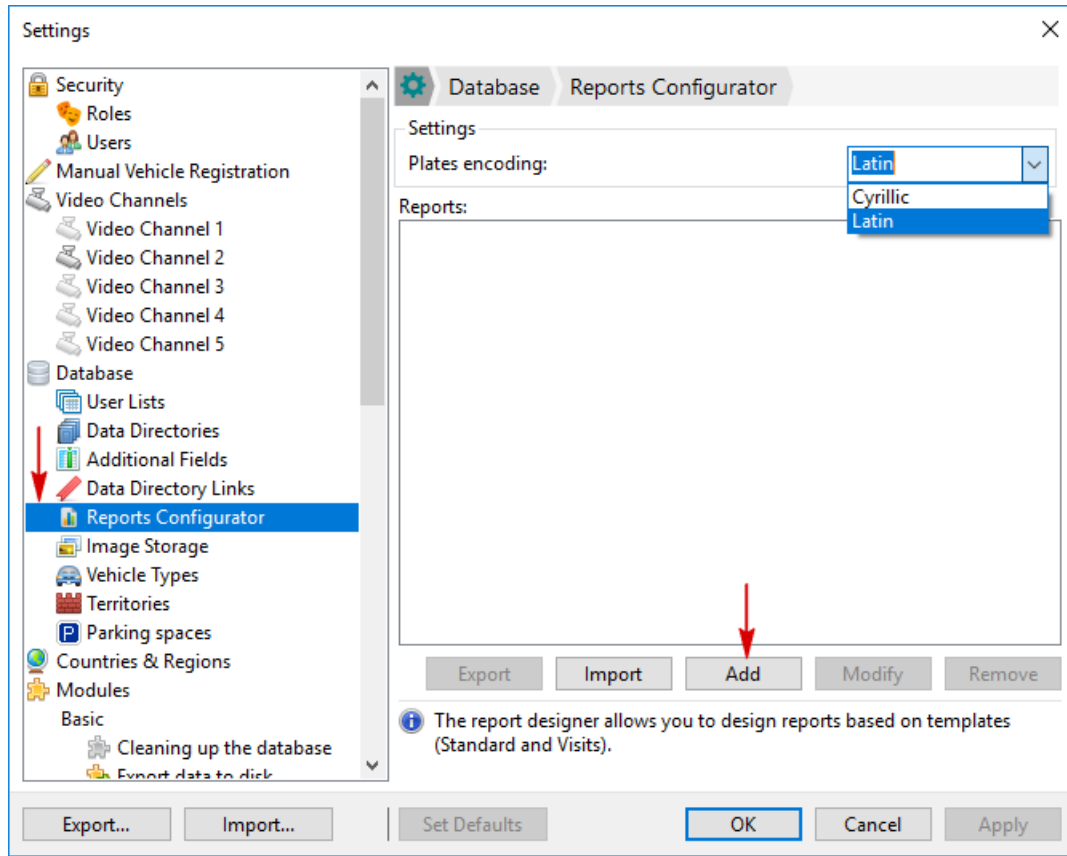 Settings
Security
Roles
Users
Manual Vehicle Registration
Video Channels
Video Channel 1
Video Channel 2
Video Channel 3
Video Channel 4
Video Channel 5
Database
User Lists
Data Directories
Additional Fields
Data Directory Links
Reports Configurator
Image Storage
Vehicle Types
Territories
P Parking spaces
Countries & Regions
Modules
Basic
Cleaning up the database
Export data to disk
Database Reports Configurator
Settings
Plates encoding: Latin
Cyrillic
Latin
Reports:
Export Import Add Modify Remove
The report designer allows you to design reports based on templates
(Standard and Visits).
Export... Import... Set Defaults OK Cancel Apply